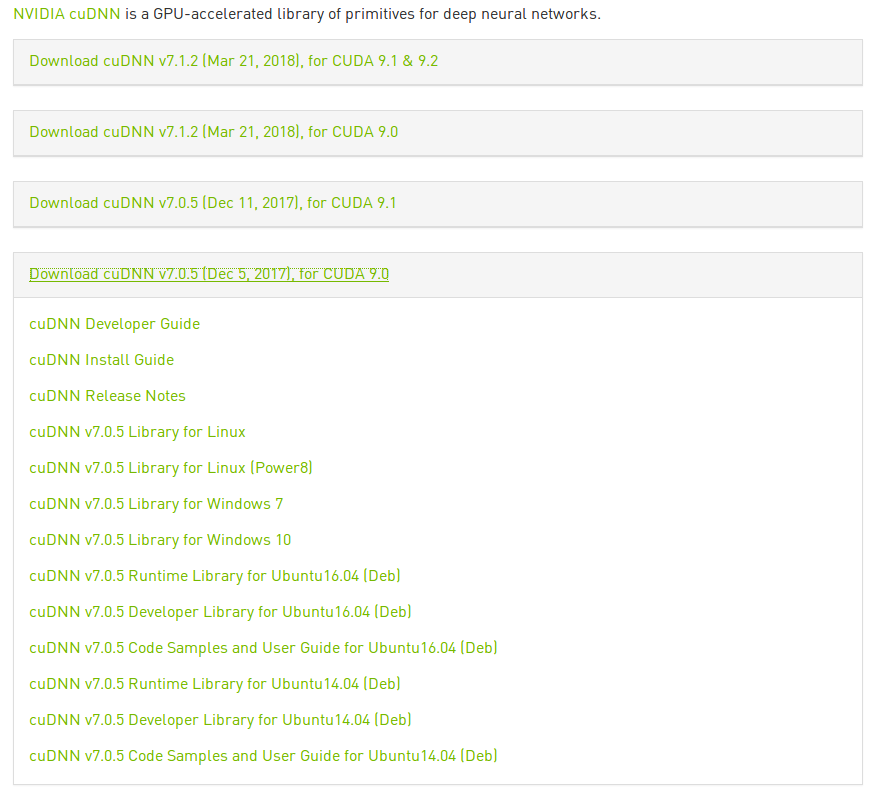 NVIDIA cuDNN is a GPU-accelerated library of primitives for deep neural networks.
Download cuDNN v7.1.2 (Mar 21, 2018), for CUDA 9.1 & 9.2
Download cuDNN v7.1.2 (Mar 21, 2018), for CUDA 9.0
Download cuDNN v7.0.5 (Dec 11, 2017), for CUDA 9.1
Download cuDNN v7.0.5 (Dec 5, 2017), for CUDA 9.0
cuDNN Developer Guide
cuDNN Install Guide
cuDNN Release Notes
cuDNN v7.0.5 Library for Linux
cuDNN v7.0.5 Library for Linux (Power8)
cuDNN v7.0.5 Library for Windows 7
cuDNN v7.0.5 Library for Windows 10
cuDNN v7.0.5 Runtime Library for Ubuntu16.04 (Deb)
cuDNN v7.0.5 Developer Library for Ubuntu16.04 (Deb)
cuDNN v7.0.5 Code Samples and User Guide for Ubuntu16.04 (Deb)
cuDNN v7.0.5 Runtime Library for Ubuntu14.04 (Deb)
cuDNN v7.0.5 Developer Library for Ubuntu14.04 (Deb)
cuDNN v7.0.5 Code Samples and User Guide for Ubuntu14.04 (Deb)